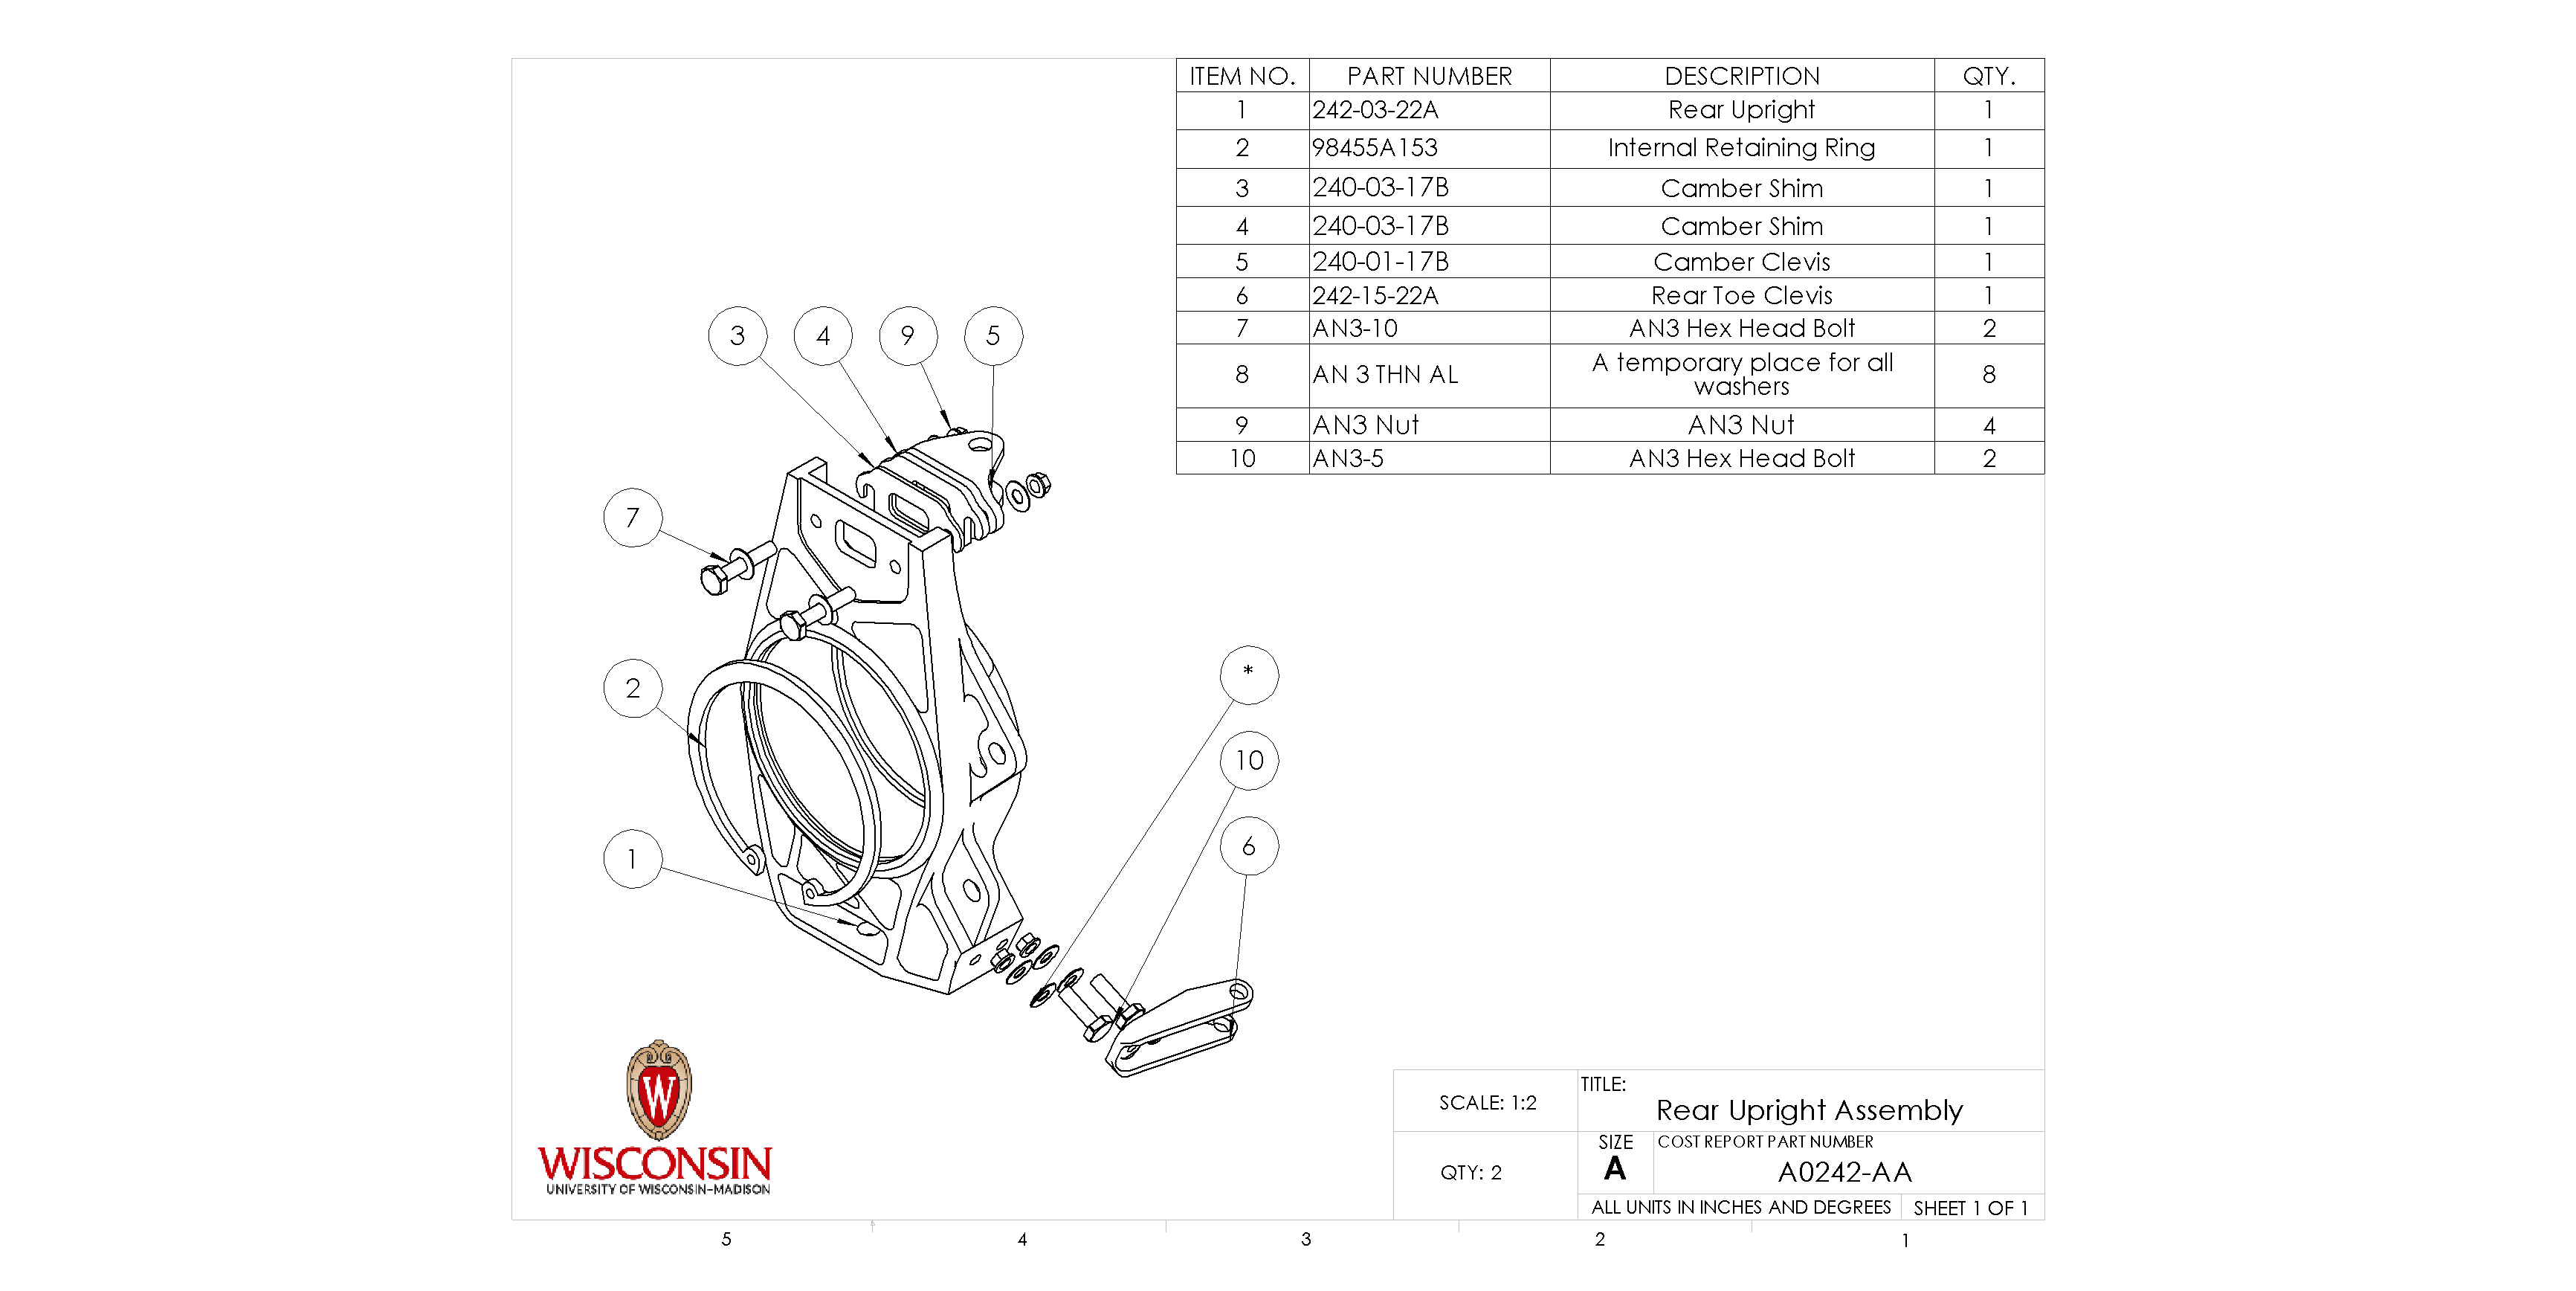 ITEM NO. PART NUMBER DESCRIPTION QTY.
1 242-03-22A Rear Upright 1
2 98455A153 Internal Retaining Ring 1
3 240-03-17B Camber Shim 1
4 240-03-17B Camber Shim 1
5 240-01-17B Camber Clevis 1
6 242-15-22A Rear Toe Clevis 1
7 AN3-10 AN3 Hex Head Bolt 2
8 AN 3 THN AL A temporary place for all washers 8
9 AN3 Nut AN3 Nut 4
10 AN3-5 AN3 Hex Head Bolt 2
3 4 9 5
7
2
1
*
10
6
W
WISCONSIN
UNIVERSITY OF WISCONSIN-MADISON
SCALE: 1:2
QTY: 2
TITLE:
Rear Upright Assembly
SIZE
A
COST REPORT PART NUMBER
A0242-AA
ALL UNITS IN INCHES AND DEGREES
SHEET 1 OF 1
5 4 3 2 1